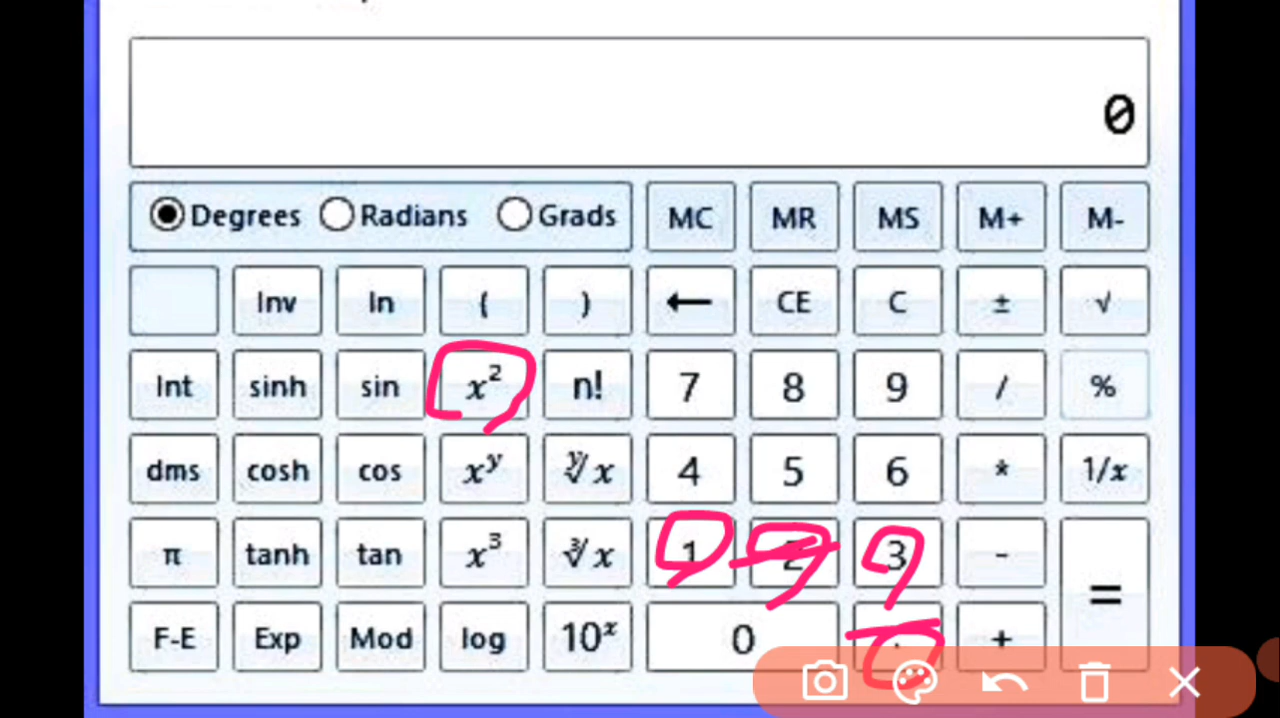 0
Degrees Radians Grads MC MR MS M+ M-
Inv ln ( ) ← CE C ± √
Int sinh sin x² n! 7 8 9 / %
dms cosh cos xʸ ʸ√x 4 5 6 * 1/x
π tanh tan x³ ³√x 1 2 3 - =
F-E Exp Mod log 10ˣ 0 . +